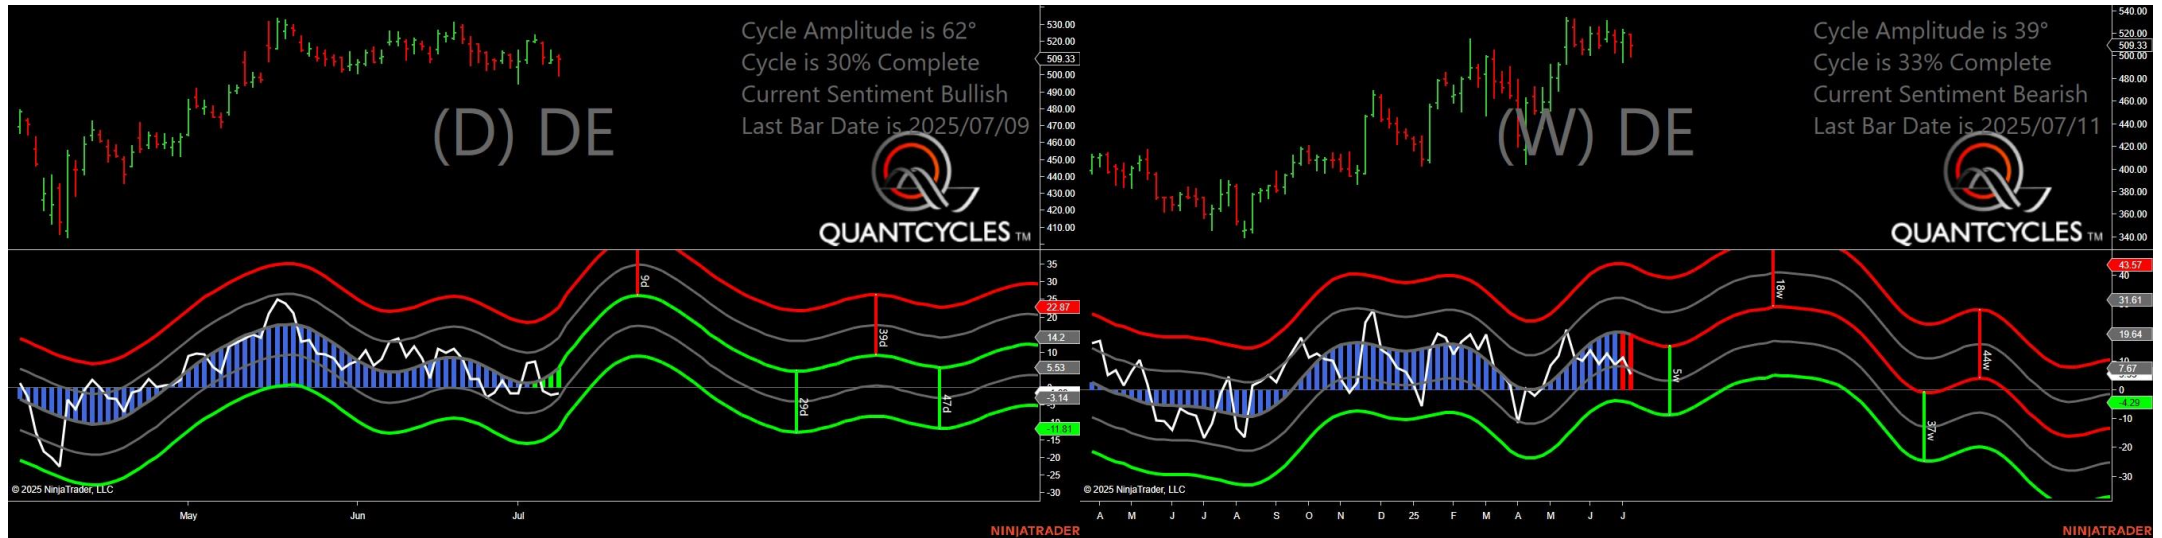 Cycle Amplitude is 62°
Cycle is 30% Complete
Current Sentiment Bullish
Last Bar Date is 2025/07/09
(D) DE
QUANTCYCLES TM
530.00
520.00
509.33
500.00
490.00
480.00
470.00
460.00
450.00
440.00
430.00
420.00
410.00
9d
39d
29d
47d
35
30
25
22.87
20
14.2
10
5.53
-3.14
-11.81
-15
-20
-25
-30
© 2025 NinjaTrader, LLC
May Jun Jul
NINJATRADER
Cycle Amplitude is 39°
Cycle is 33% Complete
Current Sentiment Bearish
Last Bar Date is 2025/07/11
(W) DE
QUANTCYCLES TM
540.00
520.00
509.33
500.00
480.00
460.00
440.00
420.00
400.00
380.00
360.00
340.00
18w
5w
44w
37w
43.57
40
31.61
19.64
7.67
0
-4.29
-10
-20
-30
© 2025 NinjaTrader, LLC
A M J J A S O N D 25 F M A M J J
NINJATRADER